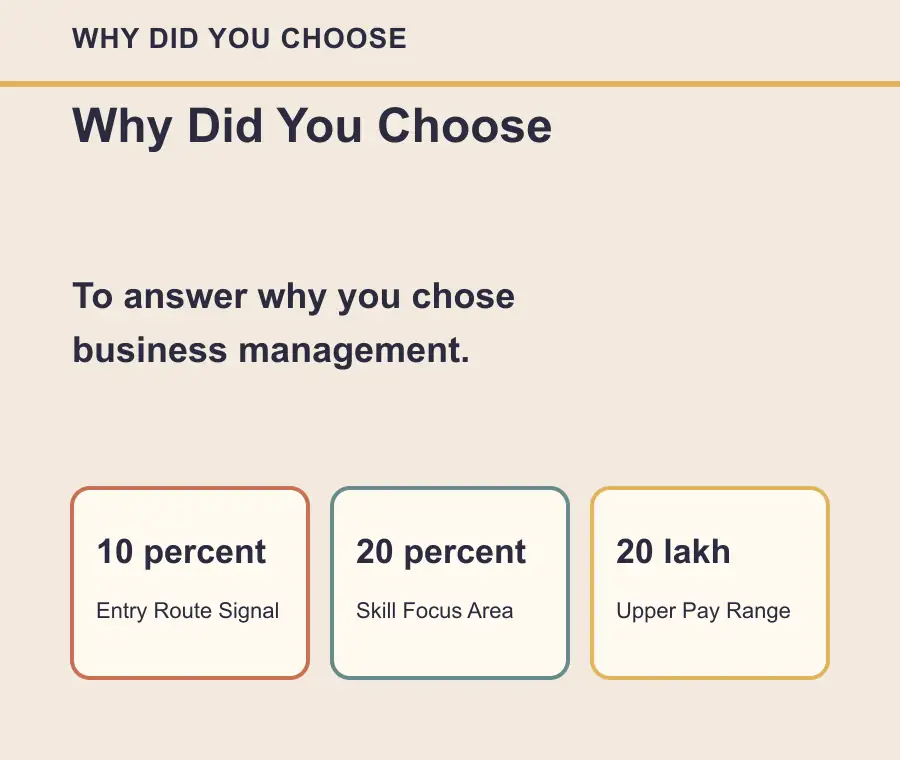 WHY DID YOU CHOOSE
Why Did You Choose
To answer why you chose
business management.
10 percent
Entry Route Signal
20 percent
Skill Focus Area
20 lakh
Upper Pay Range